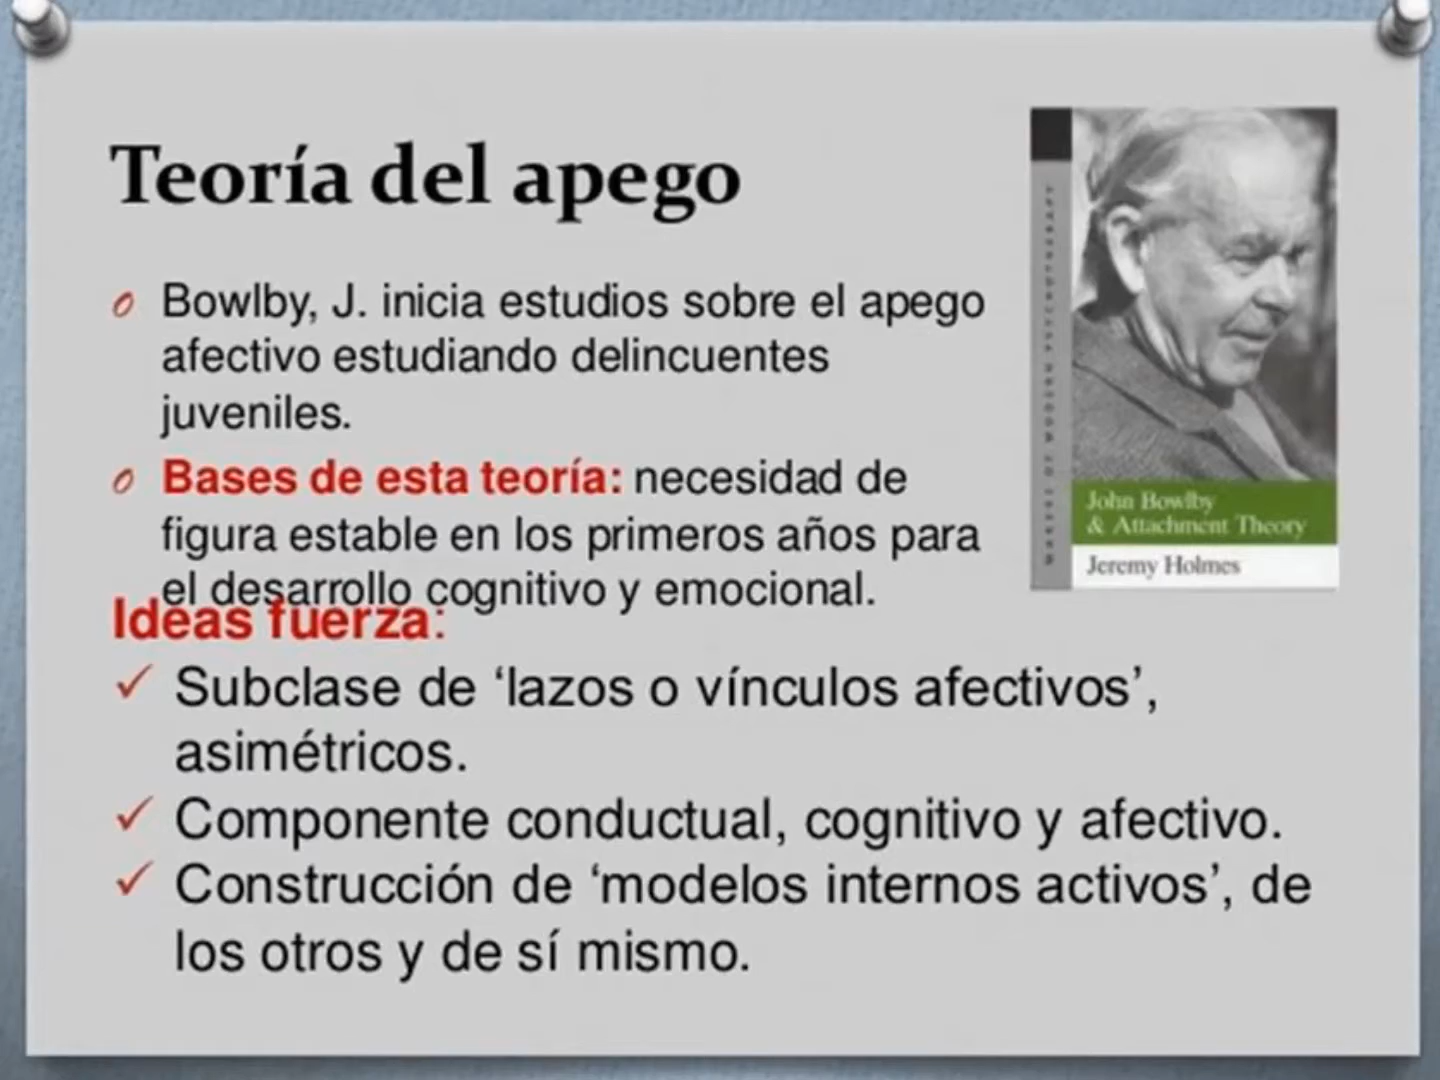 Teoría del apego
Bowlby, J. inicia estudios sobre el apego
afectivo estudiando delincuentes
juveniles.
Bases de esta teoría: necesidad de
figura estable en los primeros años para
el desarrollo cognitivo y emocional.
Ideas fuerza:
Subclase de ‘lazos o vínculos afectivos’,
asimétricos.
Componente conductual, cognitivo y afectivo.
Construcción de ‘modelos internos activos’, de
los otros y de sí mismo.
John Bowlby
& Attachment Theory
Jeremy Holmes